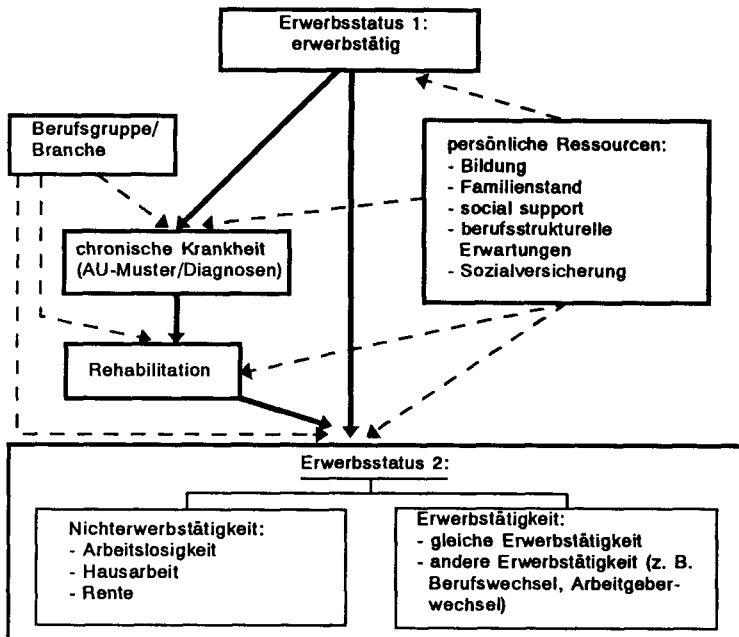 Erwerbsstatus 1:
erwerbstätig
Berufsgruppe/
Branche
persönliche Ressourcen:
- Bildung
- Familienstand
- social support
- berufsstrukturelle
Erwartungen
- Sozialversicherung
chronische Krankheit
(AU-Muster/Diagnosen)
Rehabilitation
Erwerbsstatus 2:
Nichterwerbstätigkeit:
- Arbeitslosigkeit
- Hausarbeit
- Rente
Erwerbstätigkeit:
- gleiche Erwerbstätigkeit
- andere Erwerbstätigkeit (z. B.
Berufswechsel, Arbeitgeber-
wechsel)